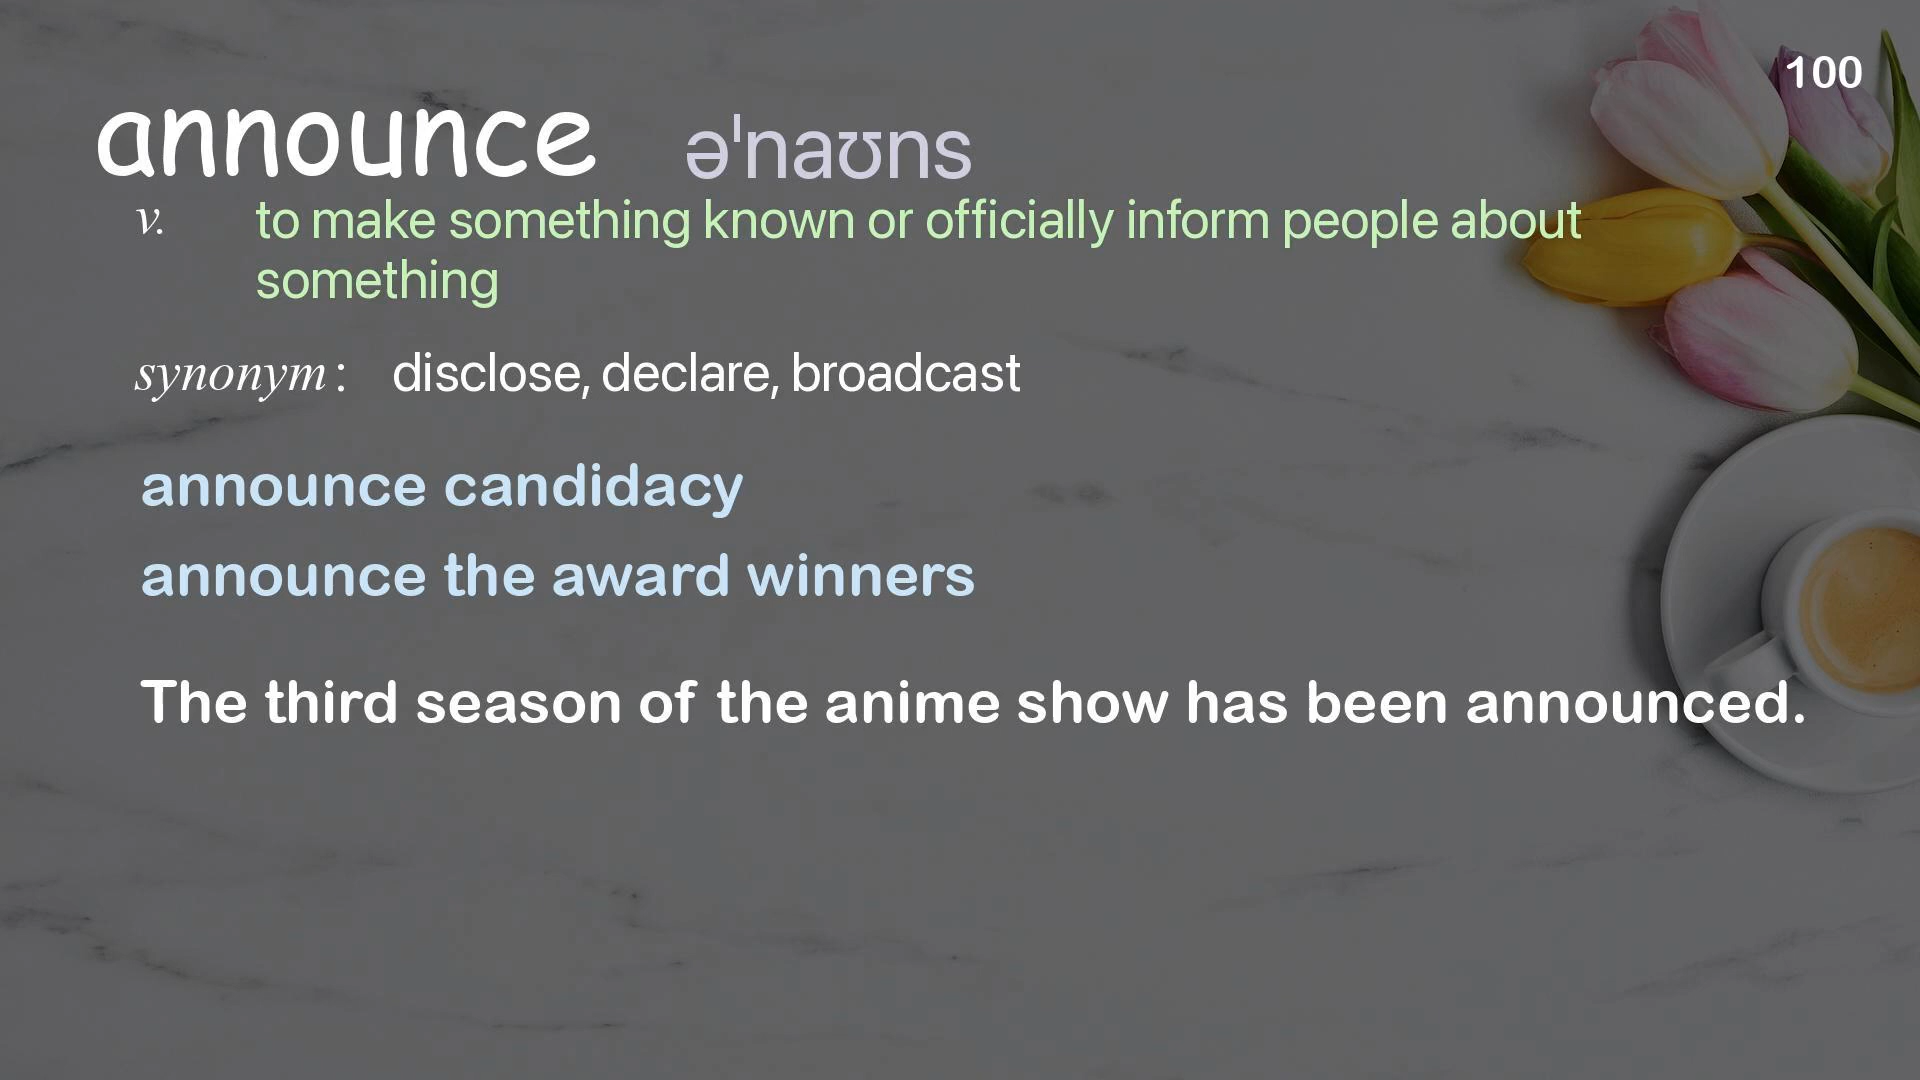 100
announce əˈnaʊns
v. to make something known or officially inform people about
something
synonym : disclose, declare, broadcast
announce candidacy
announce the award winners
The third season of the anime show has been announced.